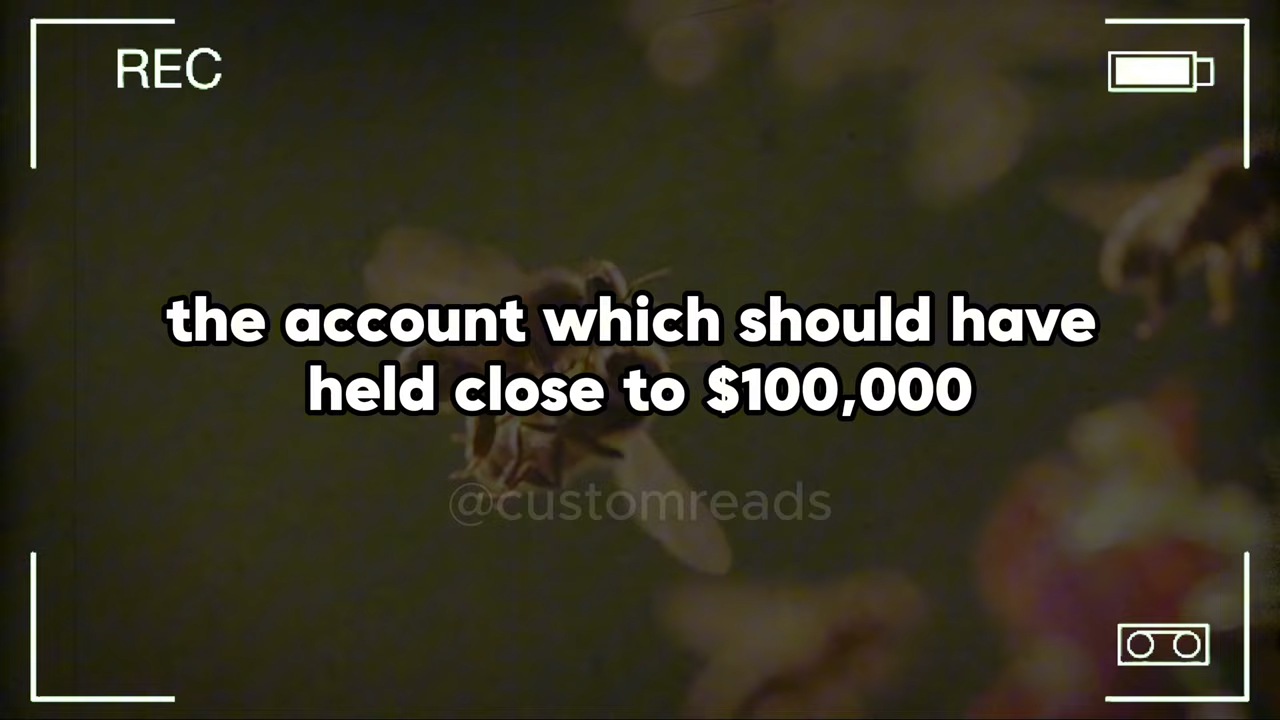 REC
the account which should have
held close to $100,000
@customreads